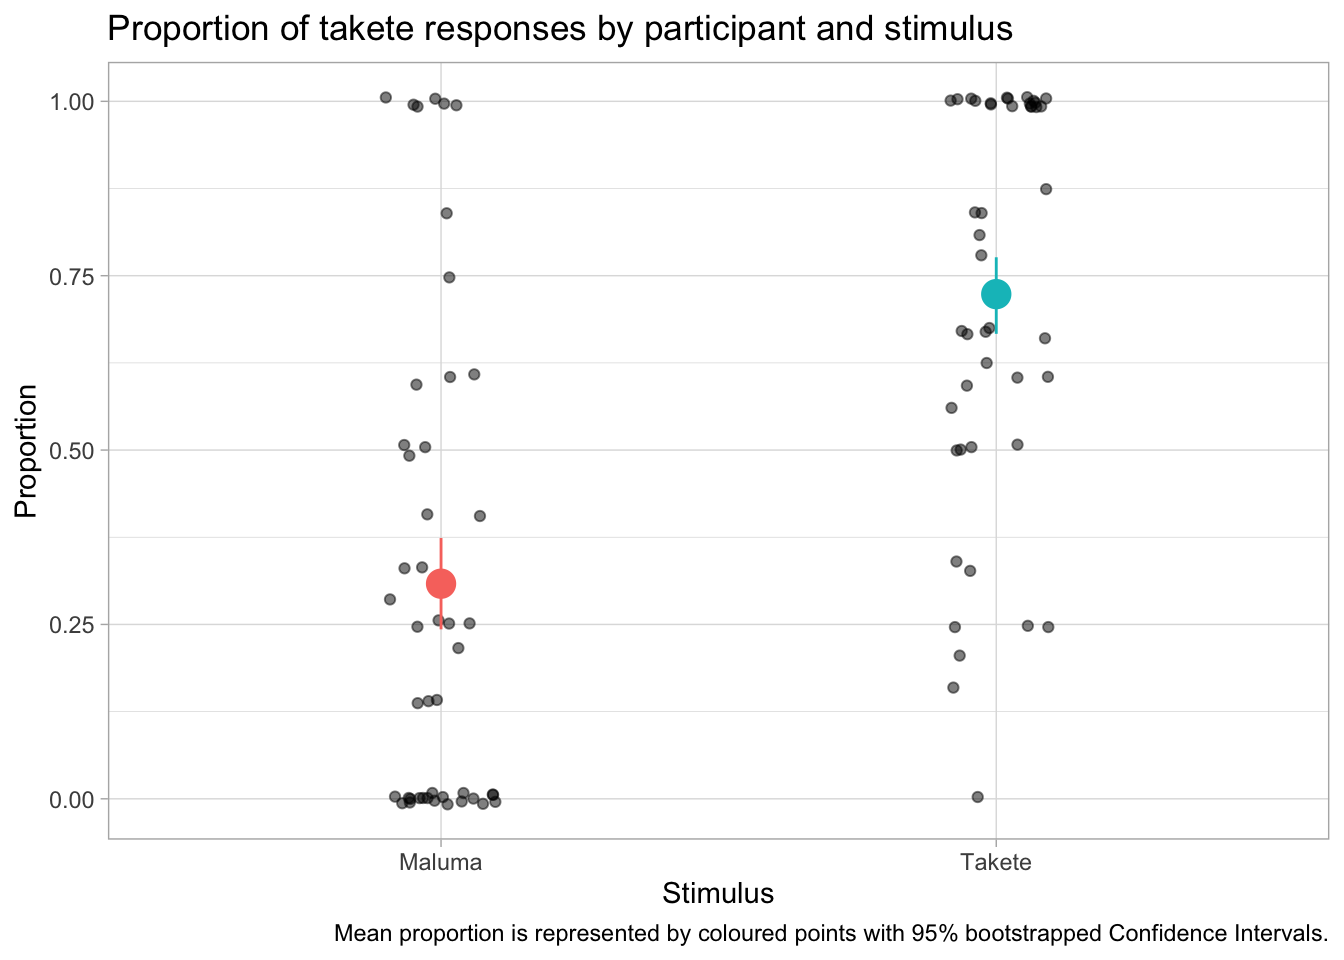 Proportion of takete responses by participant and stimulus
1.00
0.75
0.50
0.25
0.00
Proportion
Maluma
Takete
Stimulus
Mean proportion is represented by coloured points with 95% bootstrapped Confidence Intervals.